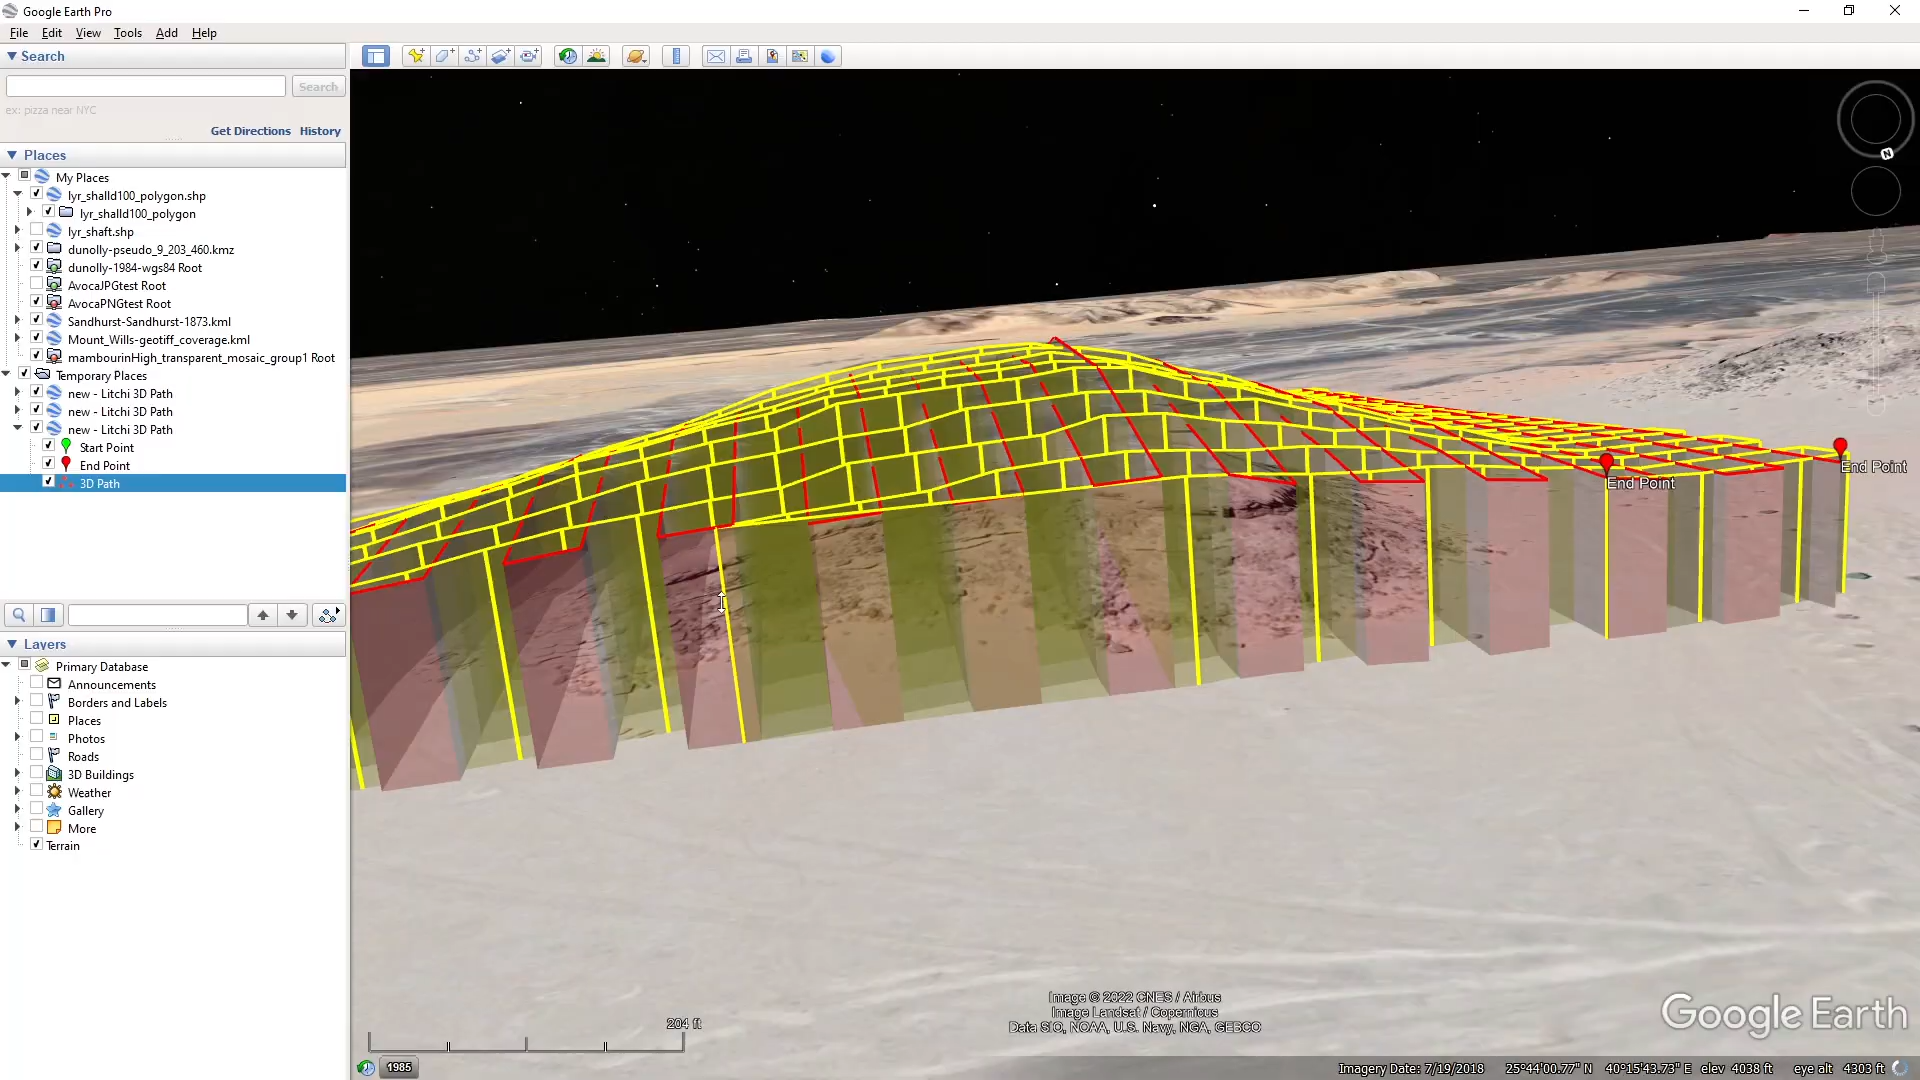 Google Earth Pro
File Edit View Tools Add Help
Search
Search
ex: pizza near NYC
Get Directions History
Places
My Places
lyr_shalld100_polygon.shp
lyr_shalld100_polygon
lyr_shaft.shp
dunolly-pseudo_9_203_460.kmz
dunolly-1984-wgs84 Root
AvocaJPGtest Root
AvocaPNGtest Root
Sandhurst-Sandhurst-1873.kml
Mount_Wills-geotiff_coverage.kml
mambourinHigh_transparent_mosaic_group1 Root
Temporary Places
new - Litchi 3D Path
new - Litchi 3D Path
new - Litchi 3D Path
Start Point
End Point
3D Path
Layers
Primary Database
Announcements
Borders and Labels
Places
Photos
Roads
3D Buildings
Weather
Gallery
More
Terrain
N
End Point
End Point
Image © 2022 CNES / Airbus
Image Landsat / Copernicus
Data SIO, NOAA, U.S. Navy, NGA, GEBCO
Google Earth
204 ft
1985
Imagery Date: 7/19/2018 25°44'00.77" N 40°15'43.73" E elev 4038 ft eye alt 4303 ft